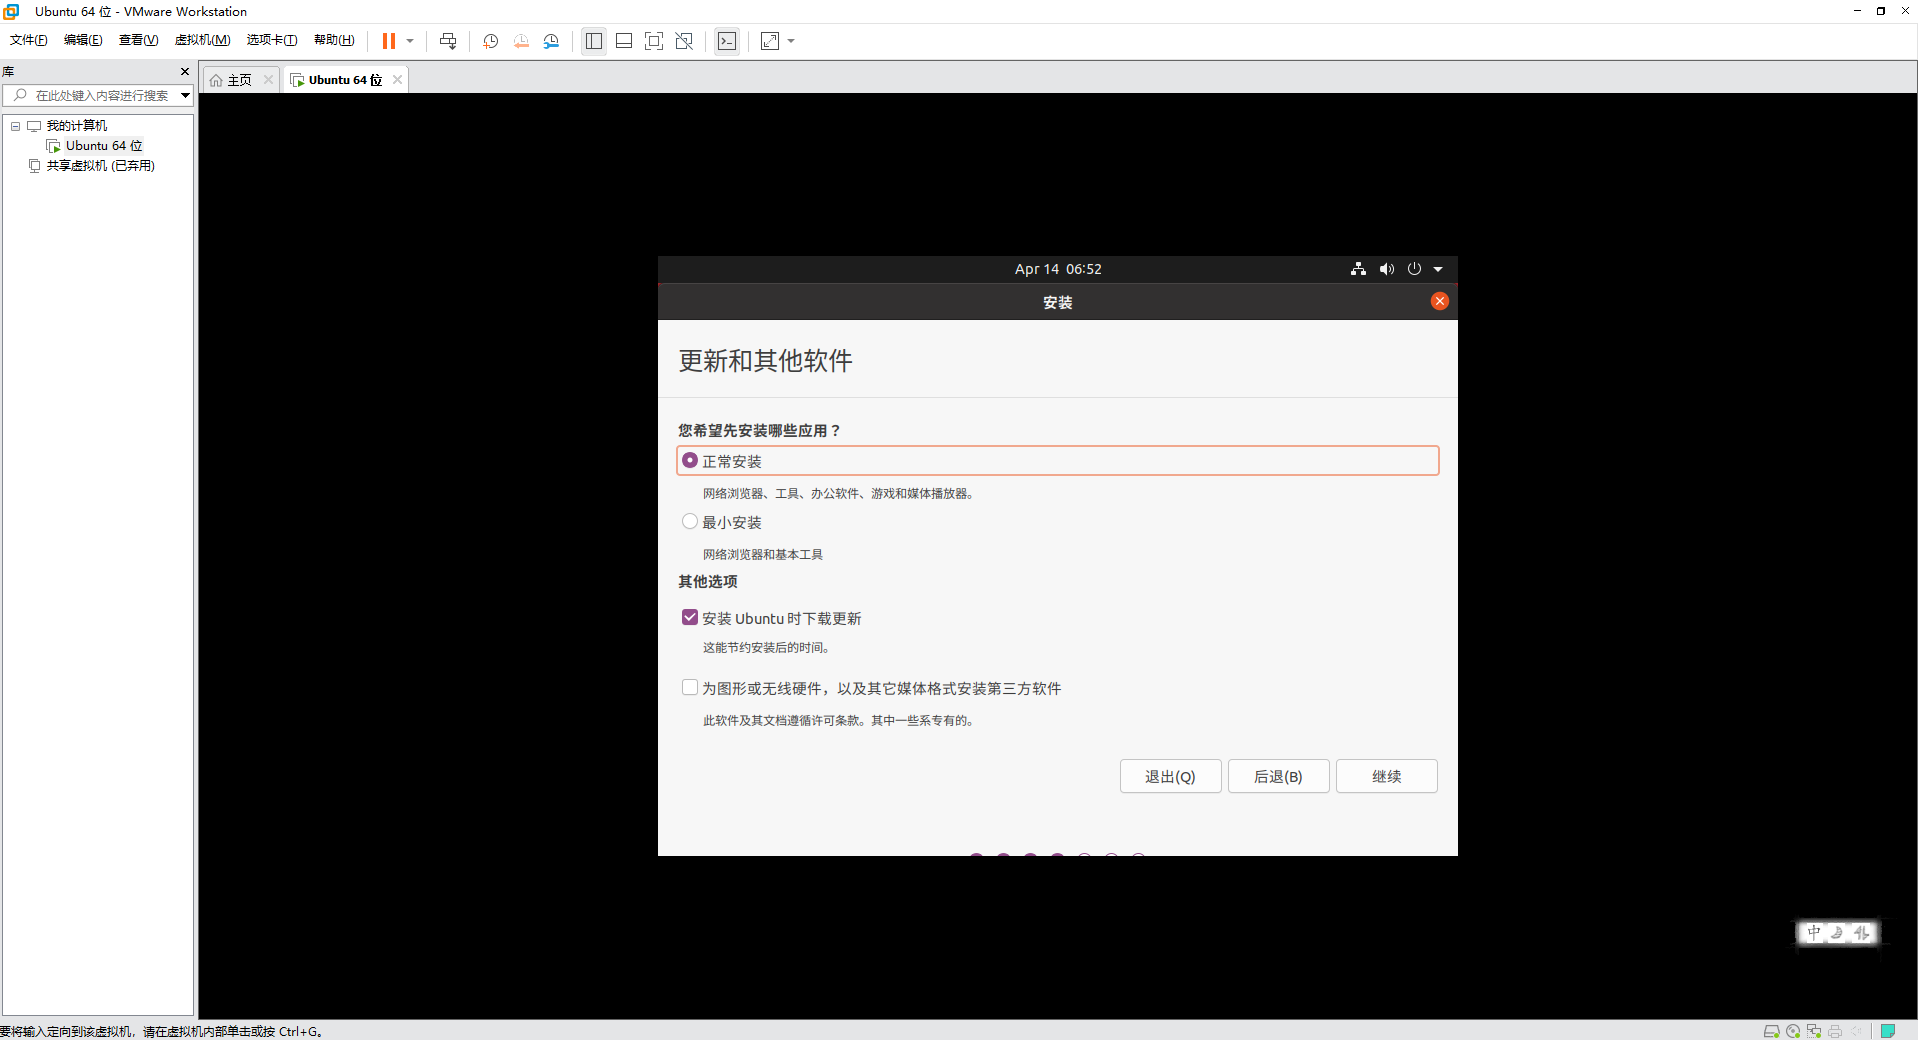 Ubuntu 64 位 - VMware Workstation
文件(F) 编辑(E) 查看(V) 虚拟机(M) 选项卡(T) 帮助(H)
库
主页
Ubuntu 64 位
在此处键入内容进行搜索
我的计算机
Ubuntu 64 位
共享虚拟机 (已弃用)
Apr 14 06:52
安装
更新和其他软件
您希望先安装哪些应用？
正常安装
网络浏览器、工具、办公软件、游戏和媒体播放器。
最小安装
网络浏览器和基本工具
其他选项
安装 Ubuntu 时下载更新
这能节约安装后的时间。
为图形或无线硬件，以及其它媒体格式安装第三方软件
此软件及其文档遵循许可条款。其中一些系专有的。
退出(Q) 后退(B) 继续
中
要将输入定向到该虚拟机，请在虚拟机内部单击或按 Ctrl+G。